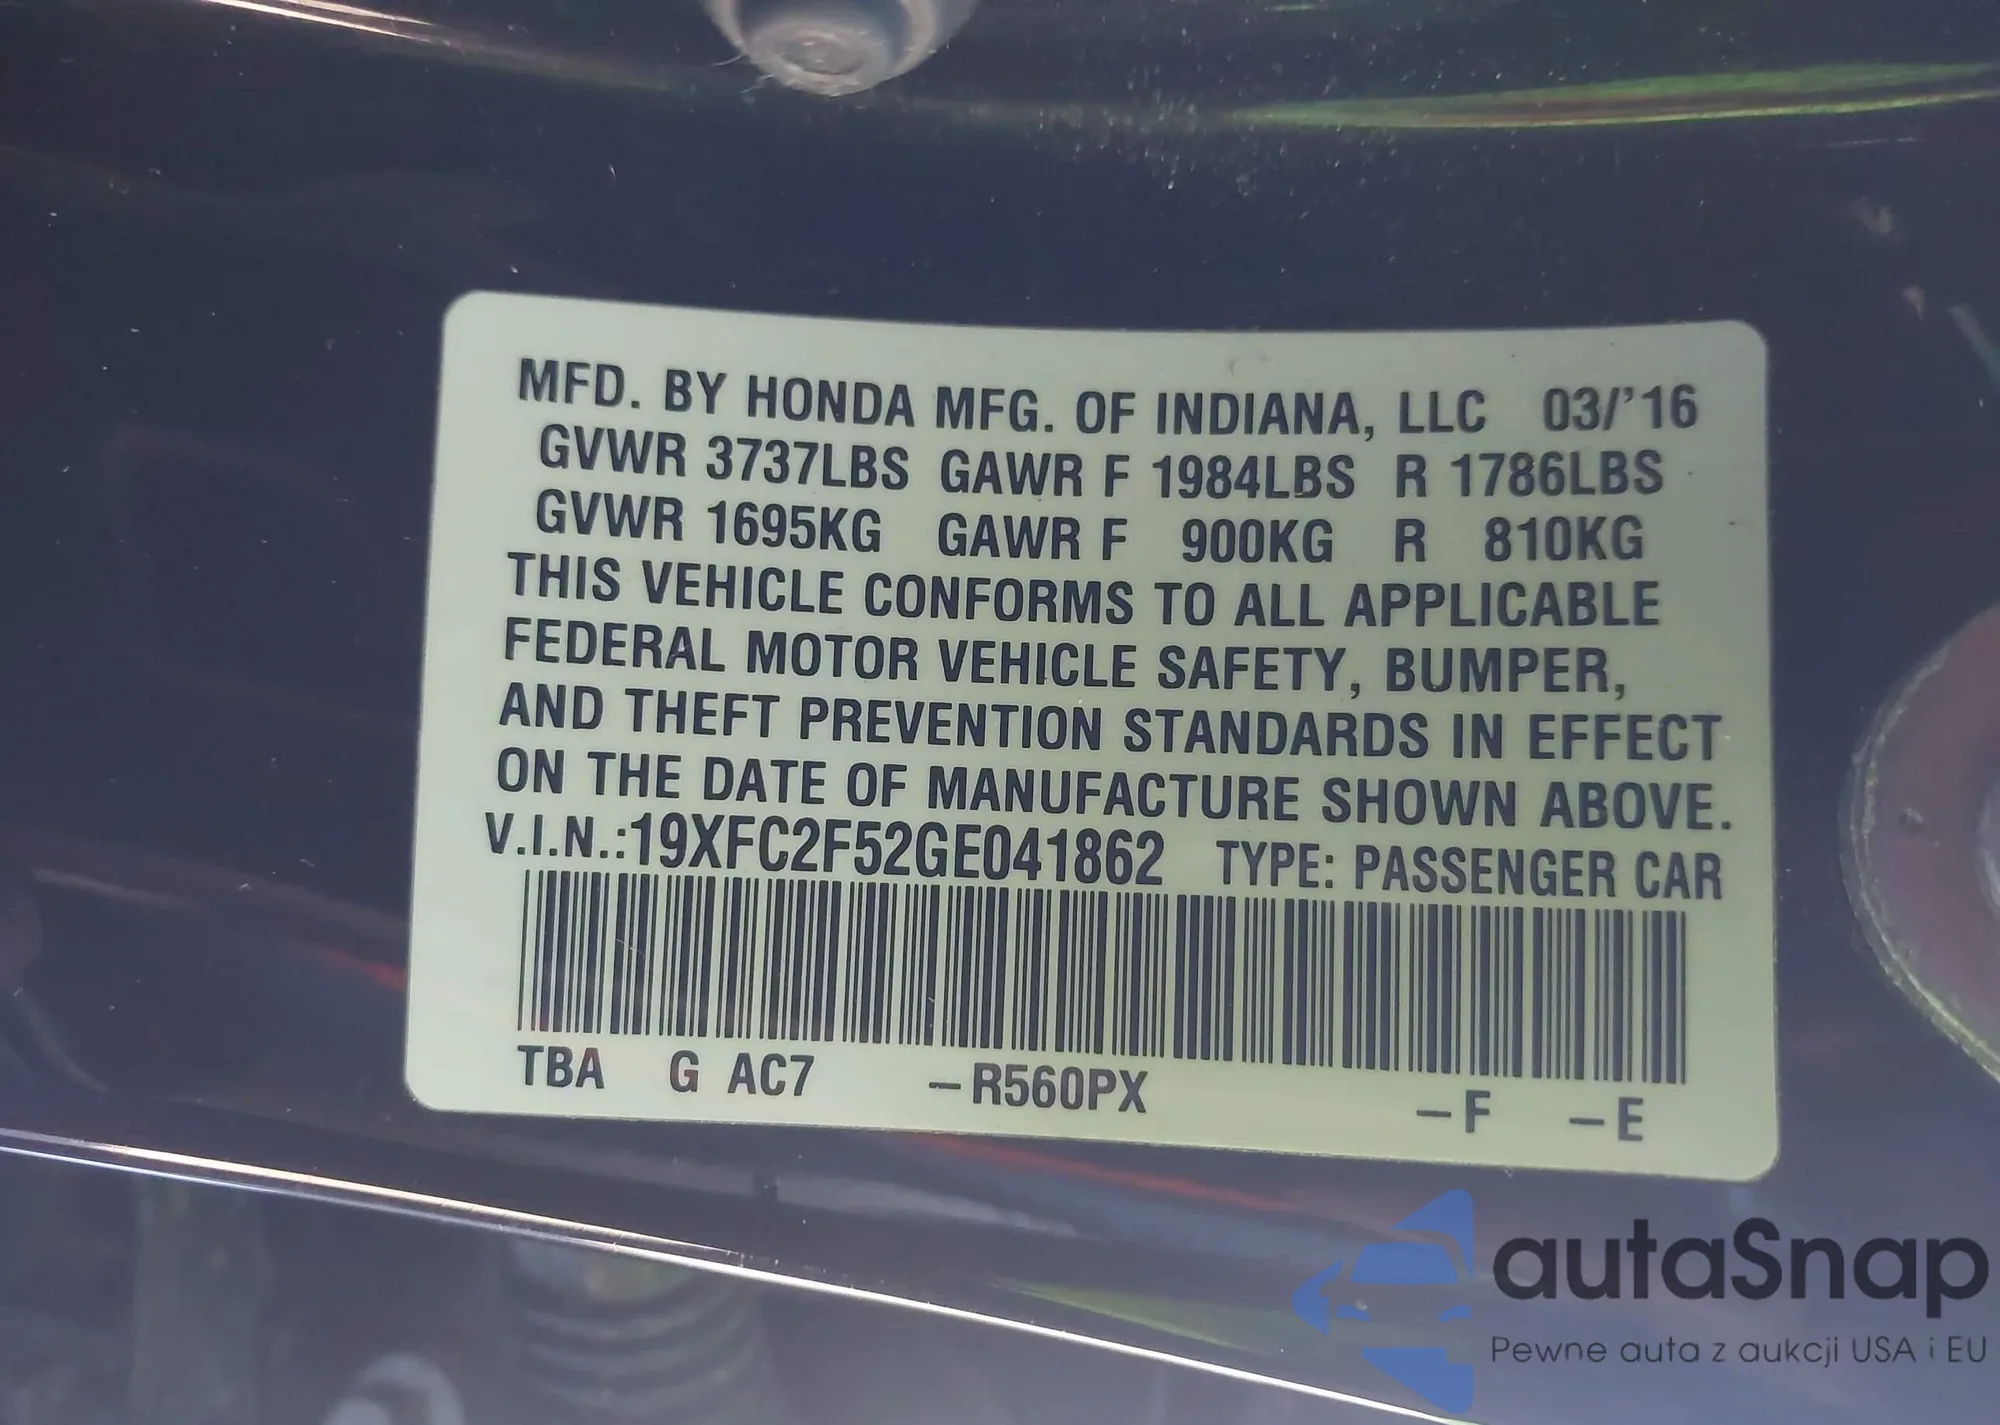 MFD. BY HONDA MFG. OF INDIANA, LLC 03/'16
GVWR 3737LBS GAWR F 1984LBS R 1786LBS
GVWR 1695KG GAWR F 900KG R 810KG
THIS VEHICLE CONFORMS TO ALL APPLICABLE
FEDERAL MOTOR VEHICLE SAFETY, BUMPER,
AND THEFT PREVENTION STANDARDS IN EFFECT
ON THE DATE OF MANUFACTURE SHOWN ABOVE.
V.I.N.:19XFC2F52GE041862 TYPE: PASSENGER CAR
TBA G AC7 –R560PX –F –E
autaSnap
Pewne auta z aukcji USA i EU